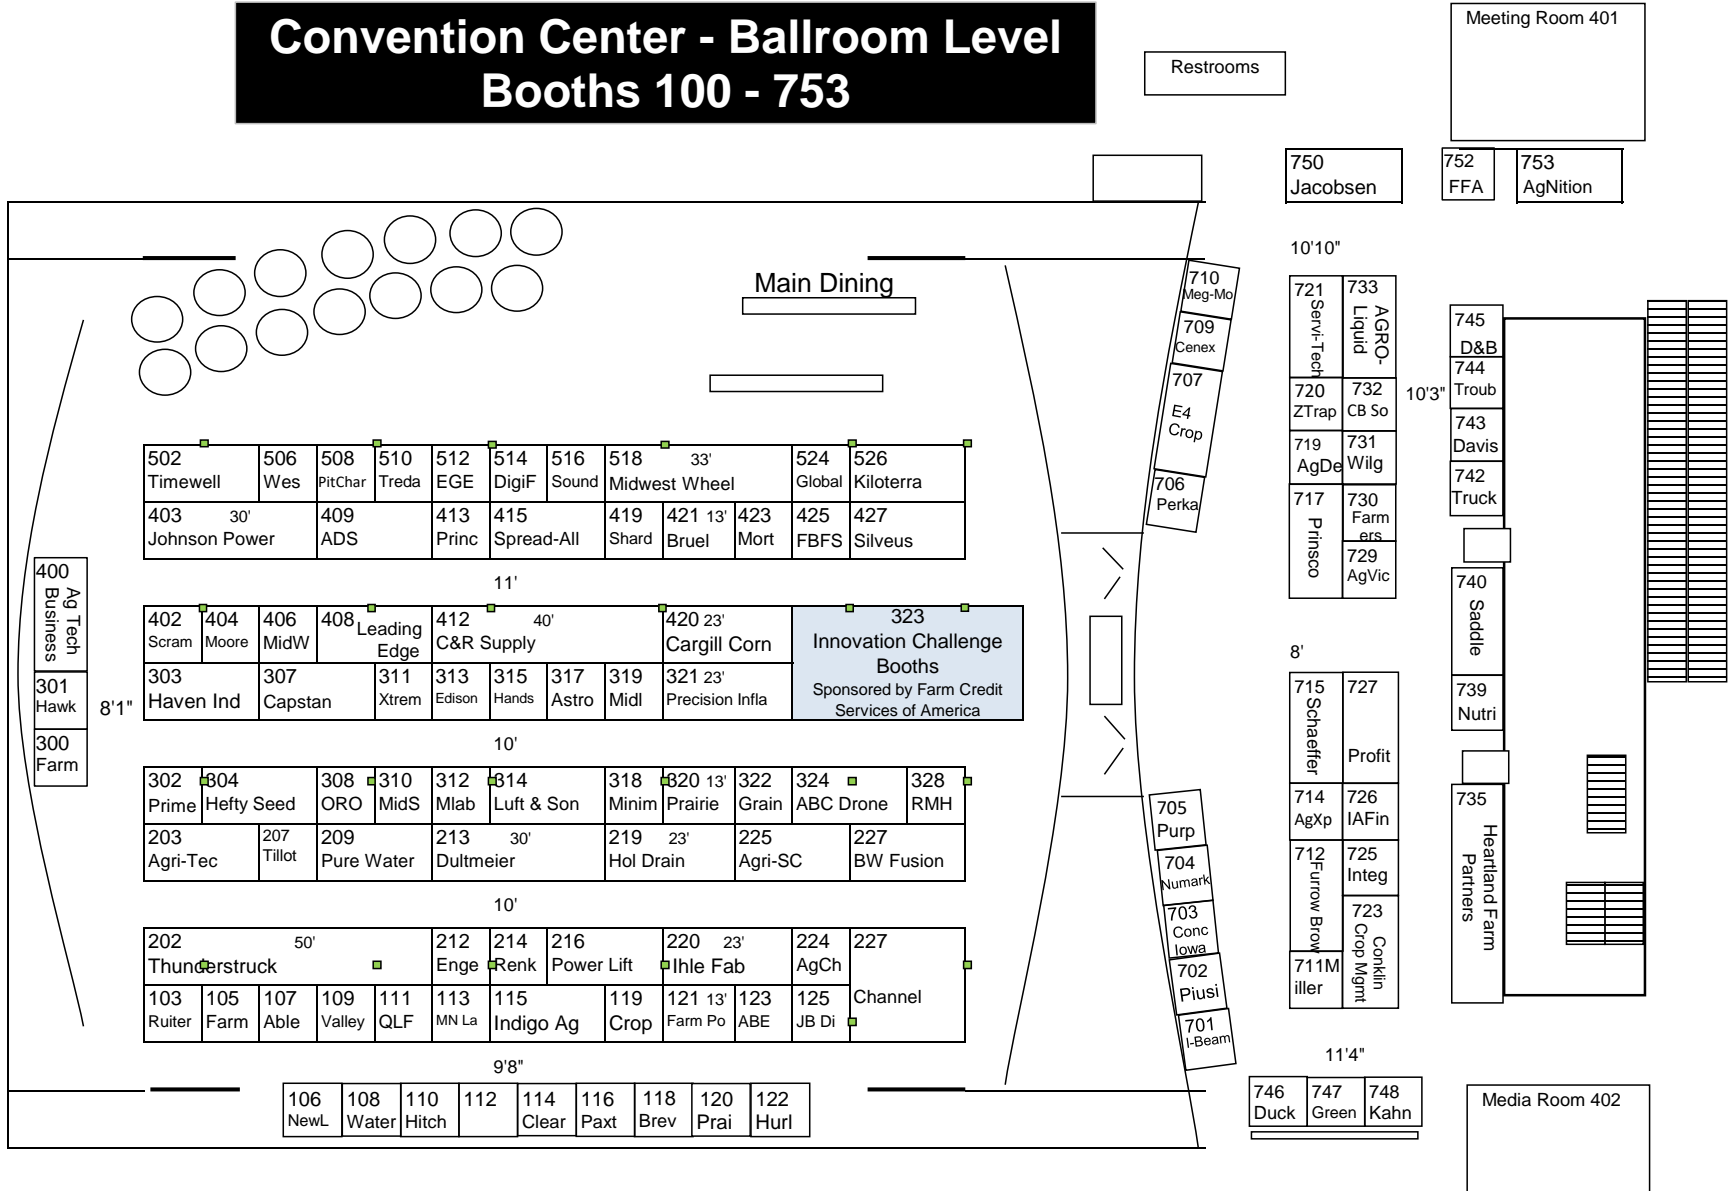 Convention Center - Ballroom Level
Booths 100 - 753
Restrooms
Meeting Room 401
750
Jacobsen
752
FFA
753
AgNition
10'10"
Main Dining
710
Meg-Mo
709
Cenex
707
E4
Crop
706
Perka
721
Servi-Tech
733
AGRO-
Liquid
720
ZTrap
732
CB So
10'3"
719
AgDe
731
Wilg
717
Prinsco
730
Farm
ers
729
AgVic
745
D&B
744
Troub
743
Davis
742
Truck
740
Saddle
739
Nutri
735
Heartland Farm
Partners
502
Timewell
506
Wes
508
PitChar
510
Treda
512
EGE
514
DigiF
516
Sound
518 33'
Midwest Wheel
524
Global
526
Kiloterra
403 30'
Johnson Power
409
ADS
413
Princ
415
Spread-All
419
Shard
421 13'
Bruel
423
Mort
425
FBFS
427
Silveus
11'
400
Ag Tech
Business
301
Hawk
300
Farm
8'1"
402
Scram
404
Moore
406
MidW
408
Leading
Edge
412 40'
C&R Supply
420 23'
Cargill Corn
323
Innovation Challenge
Booths
Sponsored by Farm Credit
Services of America
303
Haven Ind
307
Capstan
311
Xtrem
313
Edison
315
Hands
317
Astro
319
Midl
321 23'
Precision Infla
10'
302
Prime
304
Hefty Seed
308
ORO
310
MidS
312
Mlab
314
Luft & Son
318
Minim
320 13'
Prairie
322
Grain
324
ABC Drone
328
RMH
203
Agri-Tec
207
Tillot
209
Pure Water
213 30'
Dultmeier
219 23'
Hol Drain
225
Agri-SC
227
BW Fusion
10'
202 50'
Thunderstruck
212
Enge
214
Renk
216
Power Lift
220 23'
Ihle Fab
224
AgCh
227
Channel
103
Ruiter
105
Farm
107
Able
109
Valley
111
QLF
113
MN La
115
Indigo Ag
119
Crop
121 13'
Farm Po
123
ABE
125
JB Di
9'8"
106
NewL
108
Water
110
Hitch
112
114
Clear
116
Paxt
118
Brev
120
Prai
122
Hurl
705
Purp
704
Numark
703
Conc
Iowa
702
Piusi
701
I-Beam
8'
715
Schaeffer
727
Profit
714
AgXp
726
IAFin
712
Furrow Brow
725
Integ
723
Conklin
Crop Mgmt
711M
iller
11'4"
746
Duck
747
Green
748
Kahn
Media Room 402